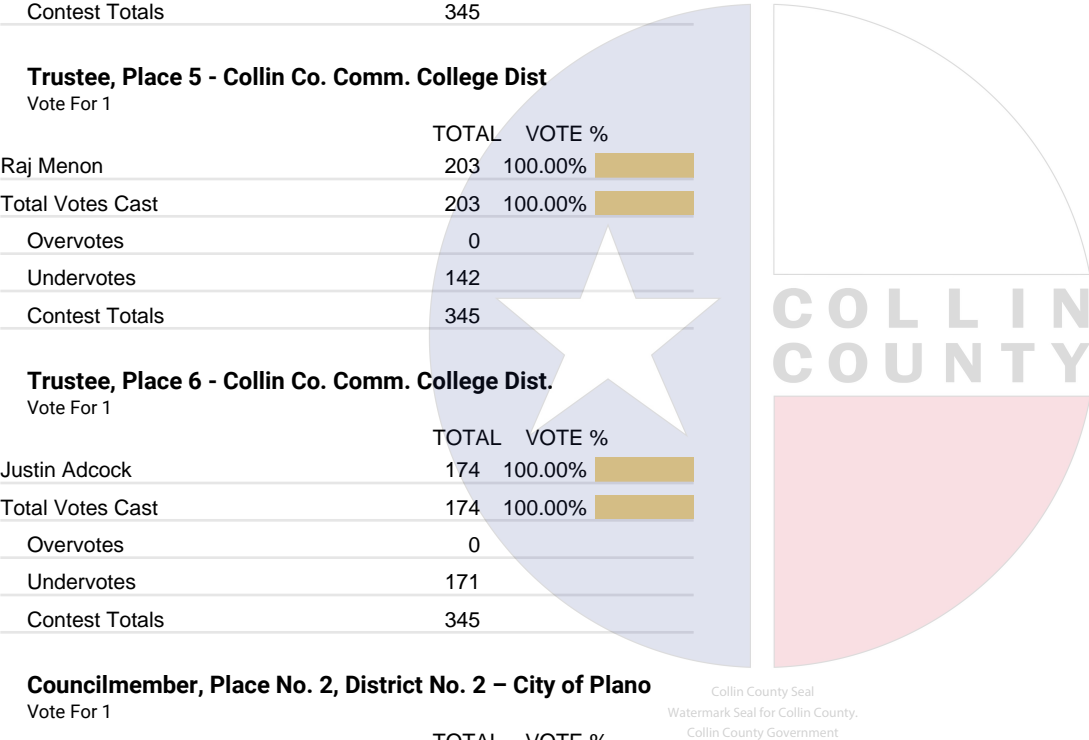 Contest Totals 345
Trustee, Place 5 - Collin Co. Comm. College Dist
Vote For 1
TOTAL VOTE %
Raj Menon 203 100.00%
Total Votes Cast 203 100.00%
Overvotes 0
Undervotes 142
Contest Totals 345
Trustee, Place 6 - Collin Co. Comm. College Dist.
Vote For 1
TOTAL VOTE %
Justin Adcock 174 100.00%
Total Votes Cast 174 100.00%
Overvotes 0
Undervotes 171
Contest Totals 345
Councilmember, Place No. 2, District No. 2 – City of Plano
Vote For 1
TOTAL VOTE %
COLLIN
COUNTY
Collin County Seal
Watermark Seal for Collin County.
Collin County Government